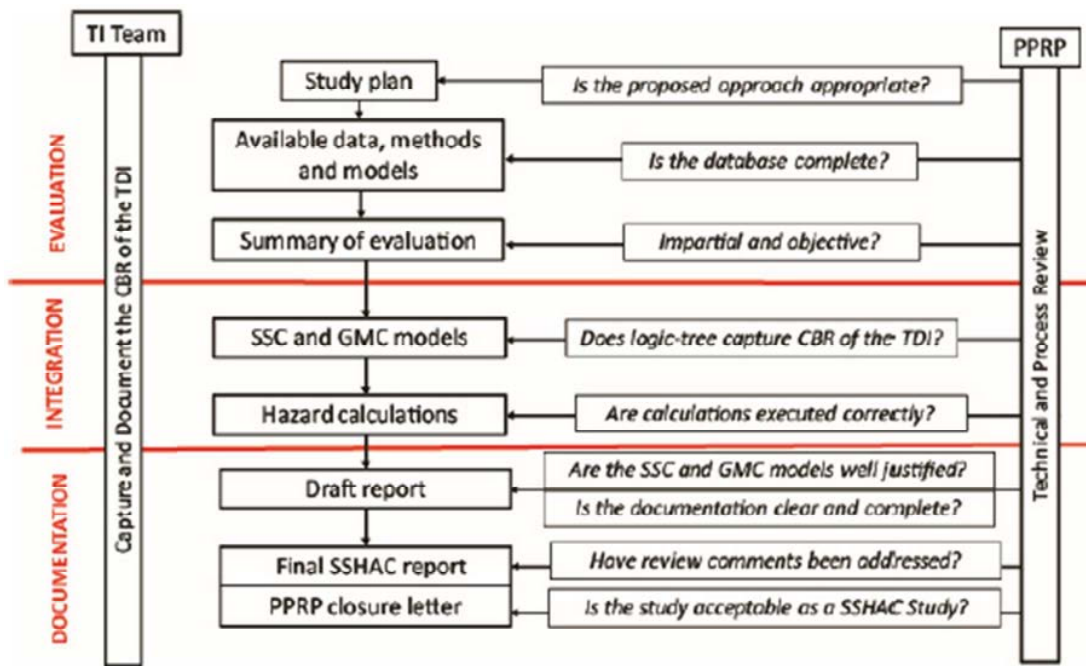 TI Team
PPRP
Study plan
Is the proposed approach appropriate?
Available data, methods
and models
Is the database complete?
EVALUATION
Summary of evaluation
Impartial and objective?
Capture and Document the CBR of the TDI
Technical and Process Review
SSC and GMC models
Does logic-tree capture CBR of the TDI?
INTEGRATION
Hazard calculations
Are calculations executed correctly?
Draft report
Are the SSC and GMC models well justified?
Is the documentation clear and complete?
DOCUMENTATION
Final SSHAC report
Have review comments been addressed?
PPRP closure letter
Is the study acceptable as a SSHAC Study?